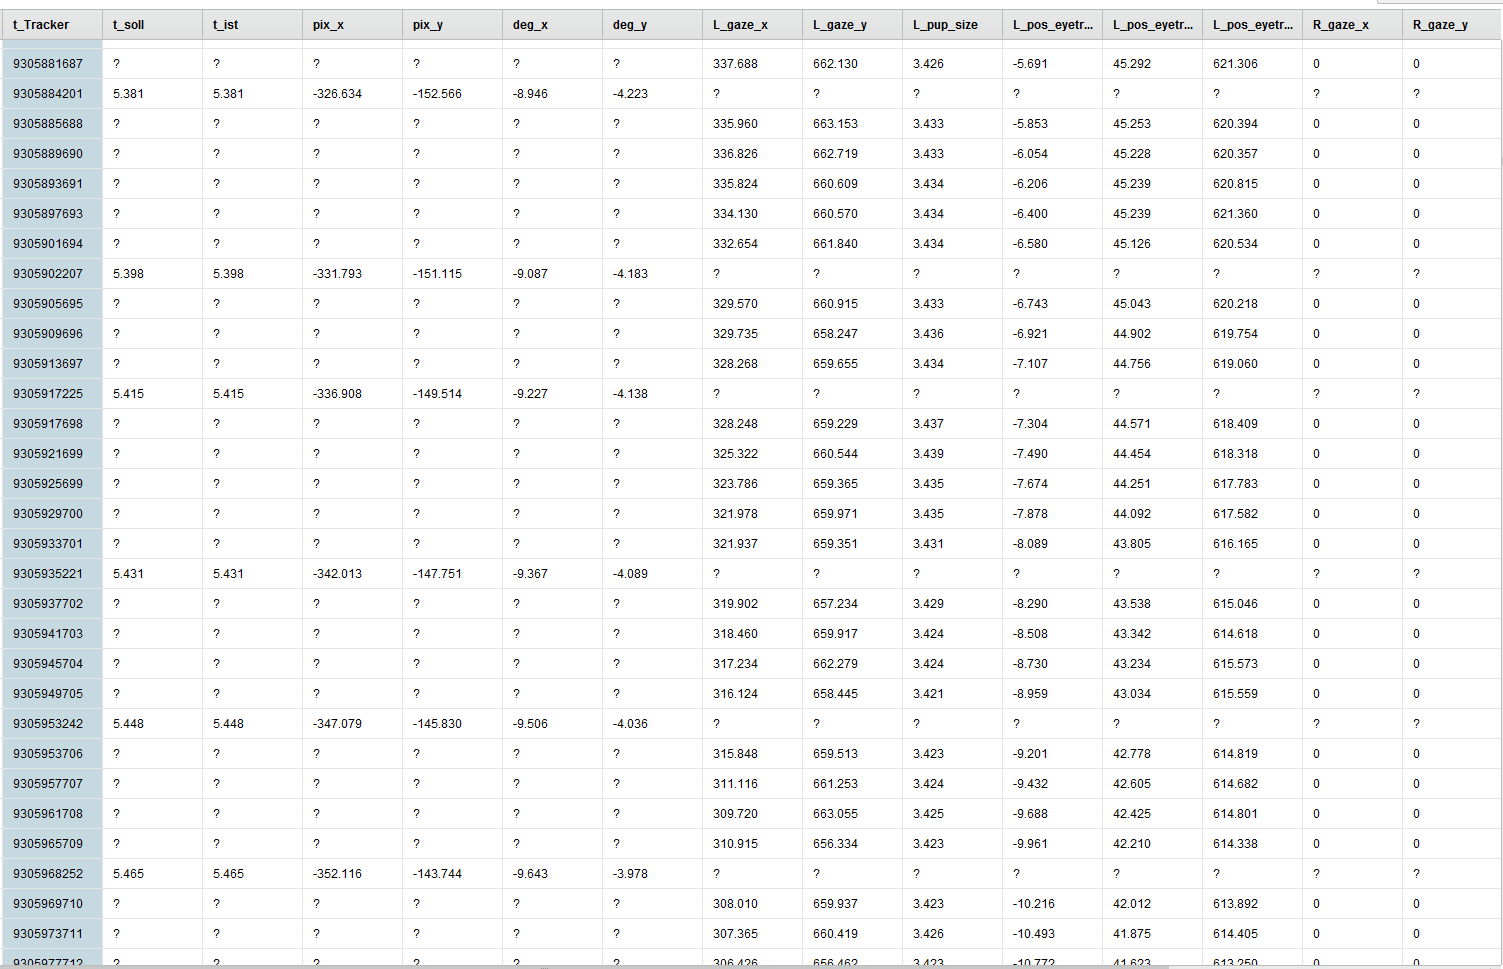 t_Tracker t_soll t_ist pix_x pix_y deg_x deg_y L_gaze_x L_gaze_y L_pup_size L_pos_eyetr... L_pos_eyetr... L_pos_eyetr... R_gaze_x R_gaze_y
9305881687 ? ? ? ? ? ? 337.688 662.130 3.426 -5.691 45.292 621.306 0 0
9305884201 5.381 5.381 -326.634 -152.566 -8.946 -4.223 ? ? ? ? ? ? ? ?
9305885688 ? ? ? ? ? ? 335.960 663.153 3.433 -5.853 45.253 620.394 0 0
9305889690 ? ? ? ? ? ? 336.826 662.719 3.433 -6.054 45.228 620.357 0 0
9305893691 ? ? ? ? ? ? 335.824 660.609 3.434 -6.206 45.239 620.815 0 0
9305897693 ? ? ? ? ? ? 334.130 660.570 3.434 -6.400 45.239 621.360 0 0
9305901694 ? ? ? ? ? ? 332.654 661.840 3.434 -6.580 45.126 620.534 0 0
9305902207 5.398 5.398 -331.793 -151.115 -9.087 -4.183 ? ? ? ? ? ? ? ?
9305905695 ? ? ? ? ? ? 329.570 660.915 3.433 -6.743 45.043 620.218 0 0
9305909696 ? ? ? ? ? ? 329.735 658.247 3.436 -6.921 44.902 619.754 0 0
9305913697 ? ? ? ? ? ? 328.268 659.655 3.434 -7.107 44.756 619.060 0 0
9305917225 5.415 5.415 -336.908 -149.514 -9.227 -4.138 ? ? ? ? ? ? ? ?
9305917698 ? ? ? ? ? ? 328.248 659.229 3.437 -7.304 44.571 618.409 0 0
9305921699 ? ? ? ? ? ? 325.322 660.544 3.439 -7.490 44.454 618.318 0 0
9305925699 ? ? ? ? ? ? 323.786 659.365 3.435 -7.674 44.251 617.783 0 0
9305929700 ? ? ? ? ? ? 321.978 659.971 3.435 -7.878 44.092 617.582 0 0
9305933701 ? ? ? ? ? ? 321.937 659.351 3.431 -8.089 43.805 616.165 0 0
9305935221 5.431 5.431 -342.013 -147.751 -9.367 -4.089 ? ? ? ? ? ? ? ?
9305937702 ? ? ? ? ? ? 319.902 657.234 3.429 -8.290 43.538 615.046 0 0
9305941703 ? ? ? ? ? ? 318.460 659.917 3.424 -8.508 43.342 614.618 0 0
9305945704 ? ? ? ? ? ? 317.234 662.279 3.424 -8.730 43.234 615.573 0 0
9305949705 ? ? ? ? ? ? 316.124 658.445 3.421 -8.959 43.034 615.559 0 0
9305953242 5.448 5.448 -347.079 -145.830 -9.506 -4.036 ? ? ? ? ? ? ? ?
9305953706 ? ? ? ? ? ? 315.848 659.513 3.423 -9.201 42.778 614.819 0 0
9305957707 ? ? ? ? ? ? 311.116 661.253 3.424 -9.432 42.605 614.682 0 0
9305961708 ? ? ? ? ? ? 309.720 663.055 3.425 -9.688 42.425 614.801 0 0
9305965709 ? ? ? ? ? ? 310.915 656.334 3.423 -9.961 42.210 614.338 0 0
9305968252 5.465 5.465 -352.116 -143.744 -9.643 -3.978 ? ? ? ? ? ? ? ?
9305969710 ? ? ? ? ? ? 308.010 659.937 3.423 -10.216 42.012 613.892 0 0
9305973711 ? ? ? ? ? ? 307.365 660.419 3.426 -10.493 41.875 614.405 0 0
9305977712 ? ? ? ? ? ? 306.426 656.462 3.423 -10.772 41.623 613.250 0 0